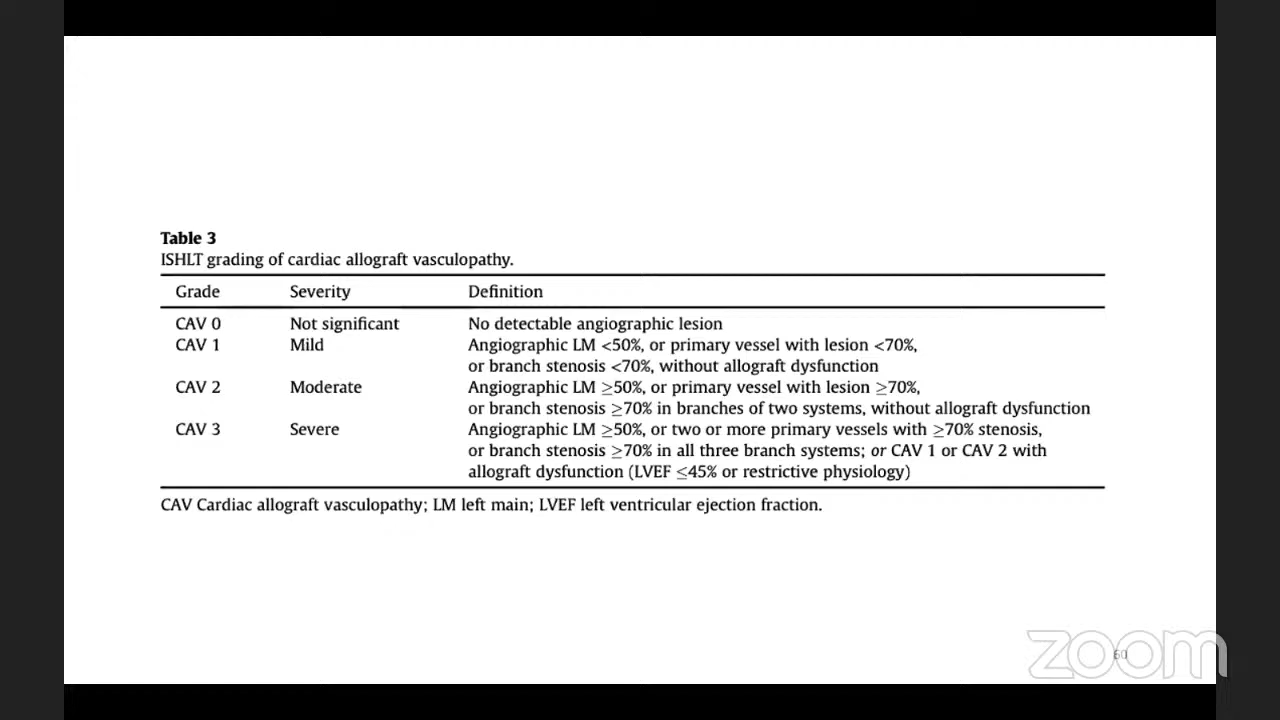 Table 3
ISHLT grading of cardiac allograft vasculopathy.
Grade Severity Definition
CAV 0 Not significant No detectable angiographic lesion
CAV 1 Mild Angiographic LM <50%, or primary vessel with lesion <70%,
or branch stenosis <70%, without allograft dysfunction
CAV 2 Moderate Angiographic LM ≥50%, or primary vessel with lesion ≥70%,
or branch stenosis ≥70% in branches of two systems, without allograft dysfunction
CAV 3 Severe Angiographic LM ≥50%, or two or more primary vessels with ≥70% stenosis,
or branch stenosis ≥70% in all three branch systems; or CAV 1 or CAV 2 with
allograft dysfunction (LVEF ≤45% or restrictive physiology)
CAV Cardiac allograft vasculopathy; LM left main; LVEF left ventricular ejection fraction.
zoom
60